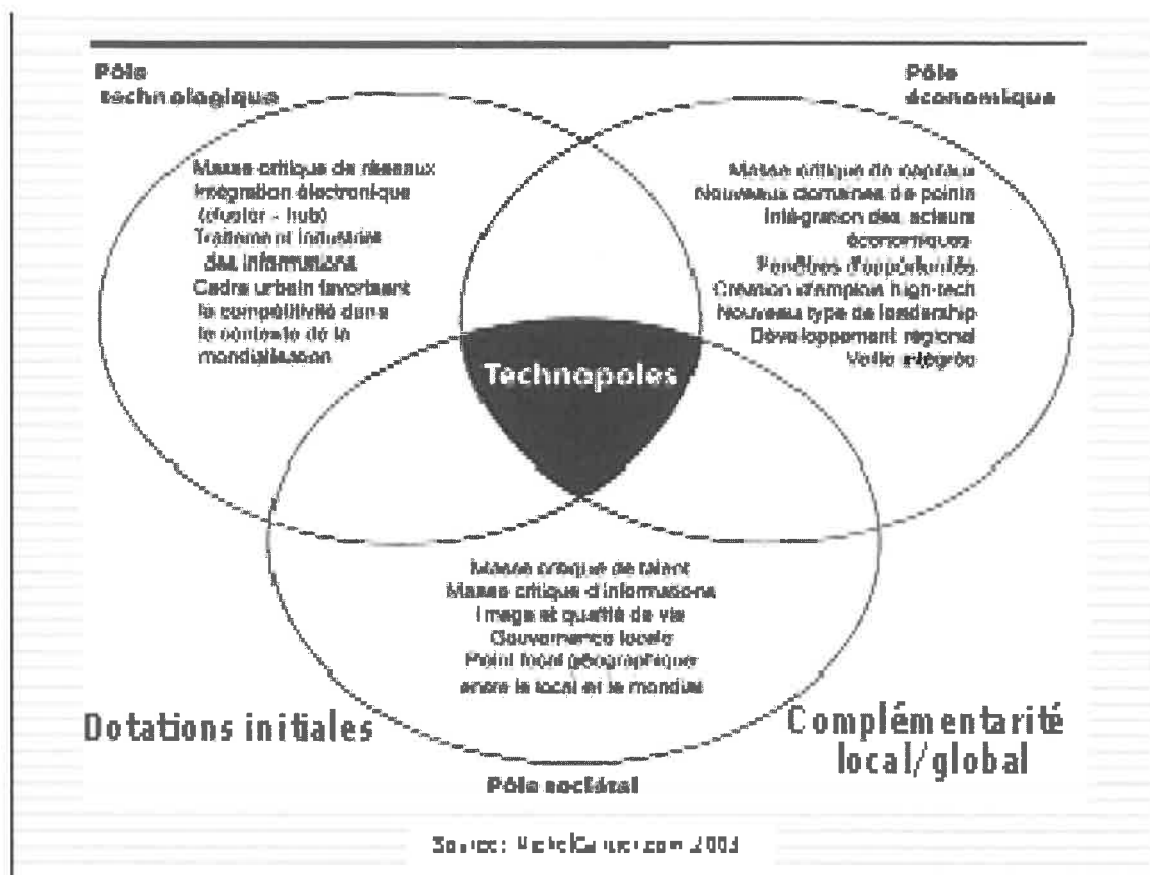 Pôle
technologique
Pôle
économique
Masse critique de réseaux
Intégration électronique
(cluster - hub)
Traitement industriel
des informations
Cadre urbain favorisant
la compétitivité dans
le contexte de la
mondialisation
Masse critique de capitaux
Nouveaux domaines de pointe
Intégration des acteurs
économiques
Fenêtres d'opportunités
Création d'emplois high-tech
Nouveau type de leadership
Développement régional
Veille intégrée
Technopoles
Masse critique de talent
Masse critique d'informations
Image et qualité de vie
Gouvernance locale
Point focal géographique
entre le local et le mondial
Dotations initiales
Complémentarité
local/global
Pôle sociétal
Source: